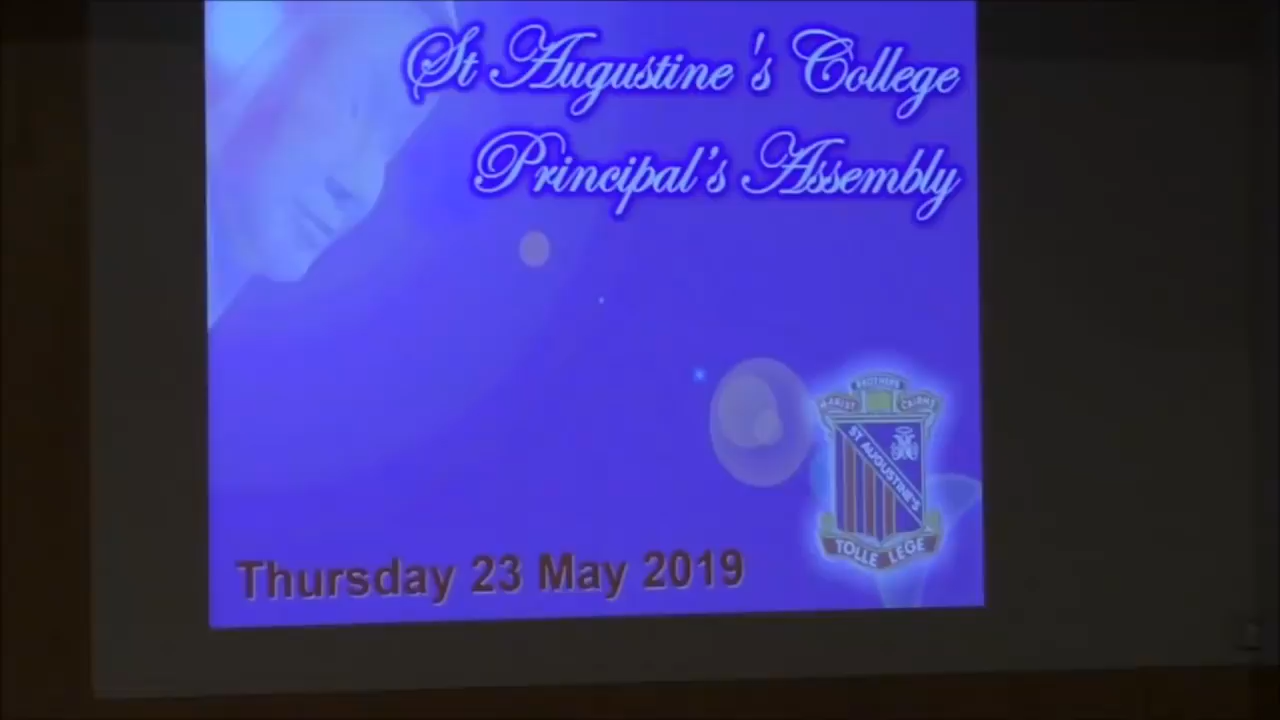 St Augustine's College
Principal's Assembly
BROTHERS
MARIST CAIRNS
ST AUGUSTINE'S
TOLLE LEGE
Thursday 23 May 2019